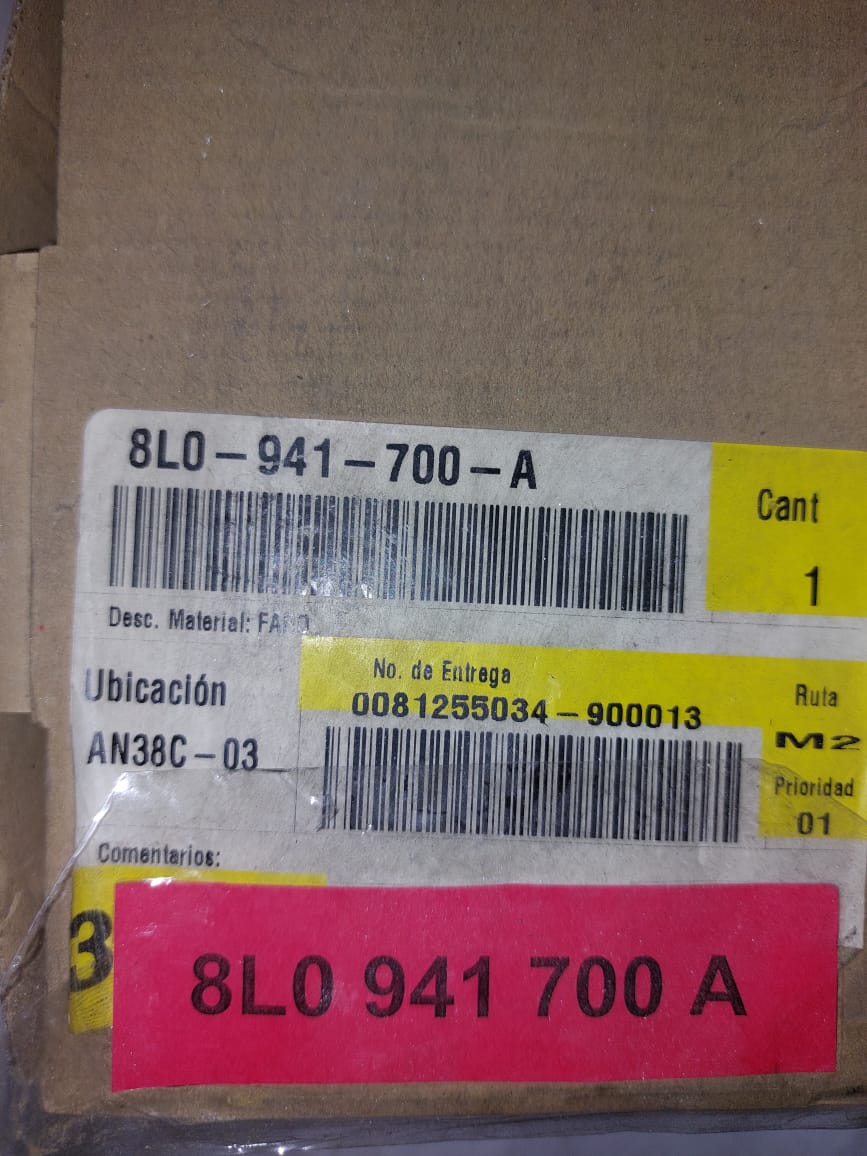 8L0-941-700-A
Cant
1
Desc. Material:
No. de Entrega
Ubicación
0081255034-900013
Ruta
AN38C-03
M2
Prioridad
01
Comentarios:
3
8L0 941 700 A